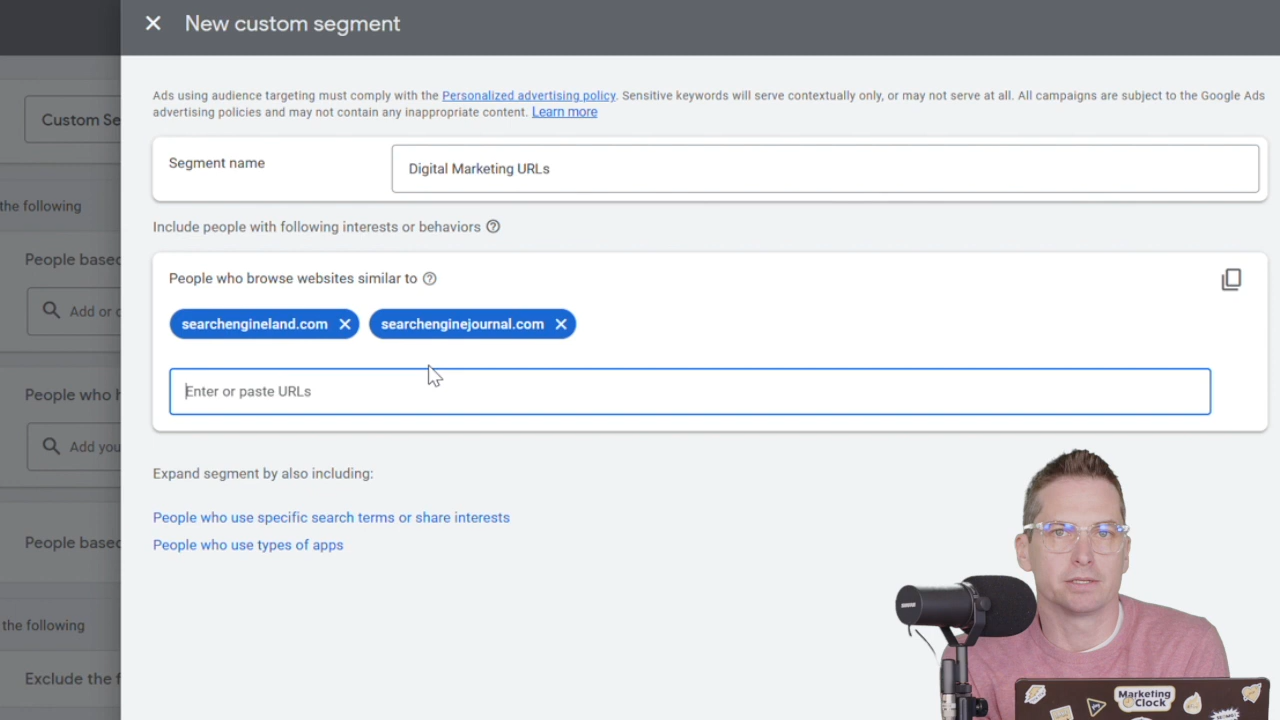 New custom segment
Ads using audience targeting must comply with the Personalized advertising policy. Sensitive keywords will serve contextually only, or may not serve at all. All campaigns are subject to the Google Ads
advertising policies and may not contain any inappropriate content. Learn more
Custom Se
Segment name
Digital Marketing URLs
the following
Include people with following interests or behaviors
People based
People who browse websites similar to
Add or c
searchengineland.com
searchenginejournal.com
People who h
Enter or paste URLs
Add you
Expand segment by also including:
People who use specific search terms or share interests
People based
People who use types of apps
the following
Exclude the f
SHURE
Marketing
Clock